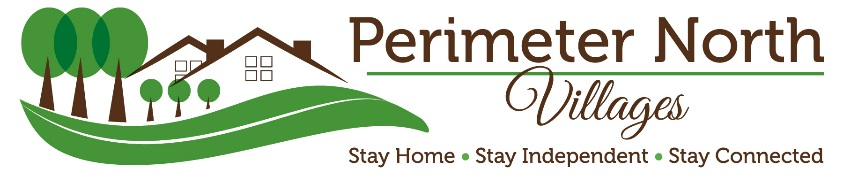 Perimeter North
Villages
Stay Home • Stay Independent • Stay Connected